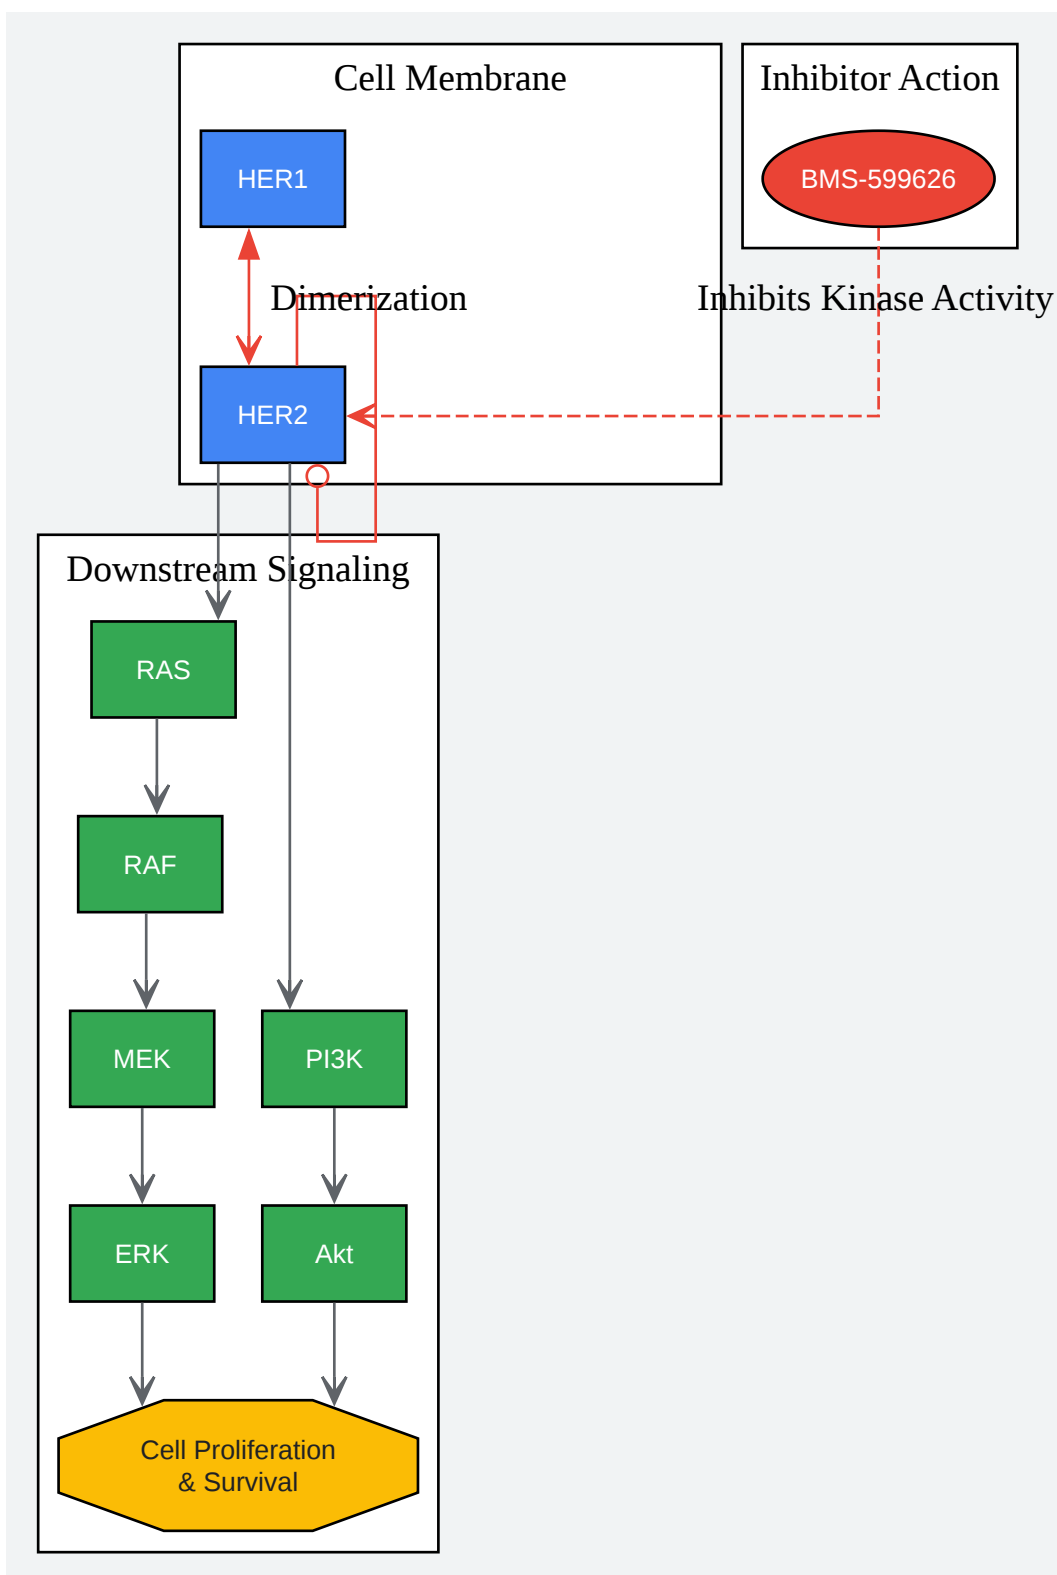 Cell Membrane
Inhibitor Action
HER1
BMS-599626
Dimerization
Inhibits Kinase Activity
HER2
Downstream Signaling
RAS
RAF
MEK
PI3K
ERK
Akt
Cell Proliferation
& Survival